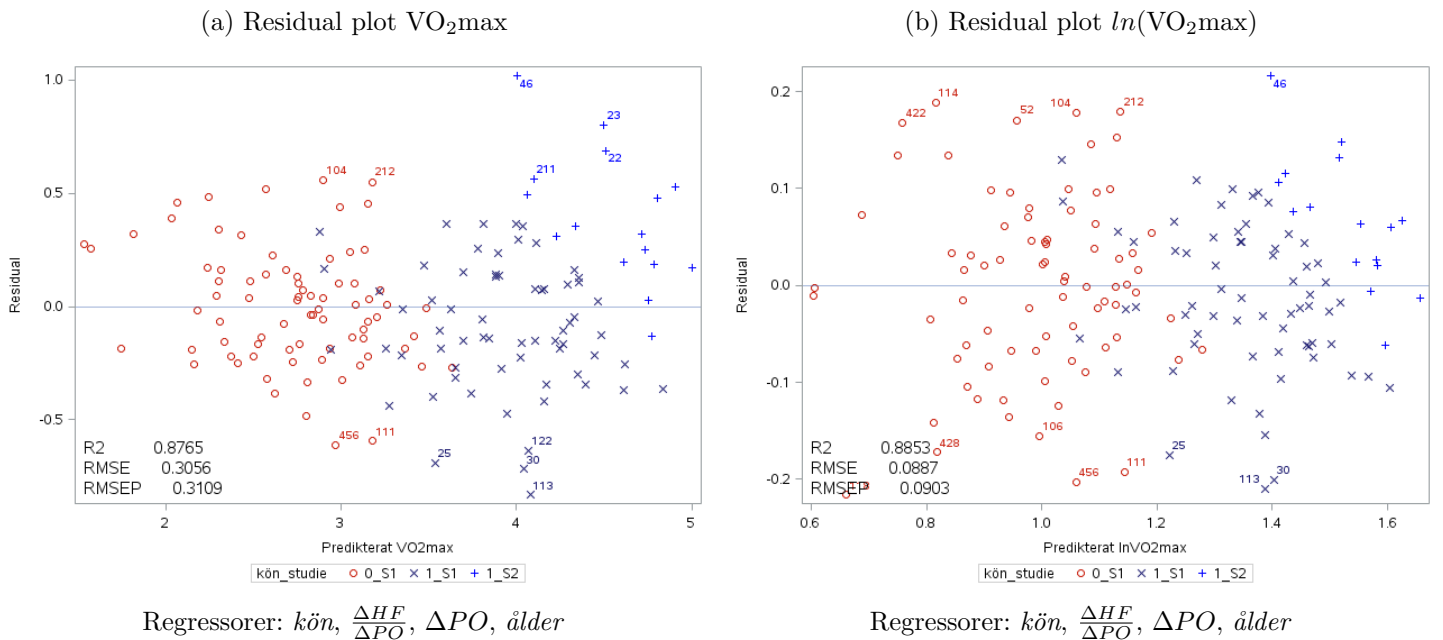 (a) Residual plot VO₂max
1.0
0.5
0.0
-0.5
Residual
46
23
22
211
104
212
456
111
25
122
30
113
R2 0.8765
RMSE 0.3056
RMSEP 0.3109
2 3 4 5
Predikterat VO2max
kön_studie 0_S1 1_S1 1_S2
Regressorer: kön, ΔHF/ΔPO, ΔPO, ålder
(b) Residual plot ln(VO₂max)
0.2
0.1
0.0
-0.1
-0.2
Residual
46
114
422
52
104
212
428
106
456
111
25
113
30
R2 0.8853
RMSE 0.0887
RMSEP 0.0903
0.6 0.8 1.0 1.2 1.4 1.6
Predikterat lnVO2max
kön_studie 0_S1 1_S1 1_S2
Regressorer: kön, ΔHF/ΔPO, ΔPO, ålder